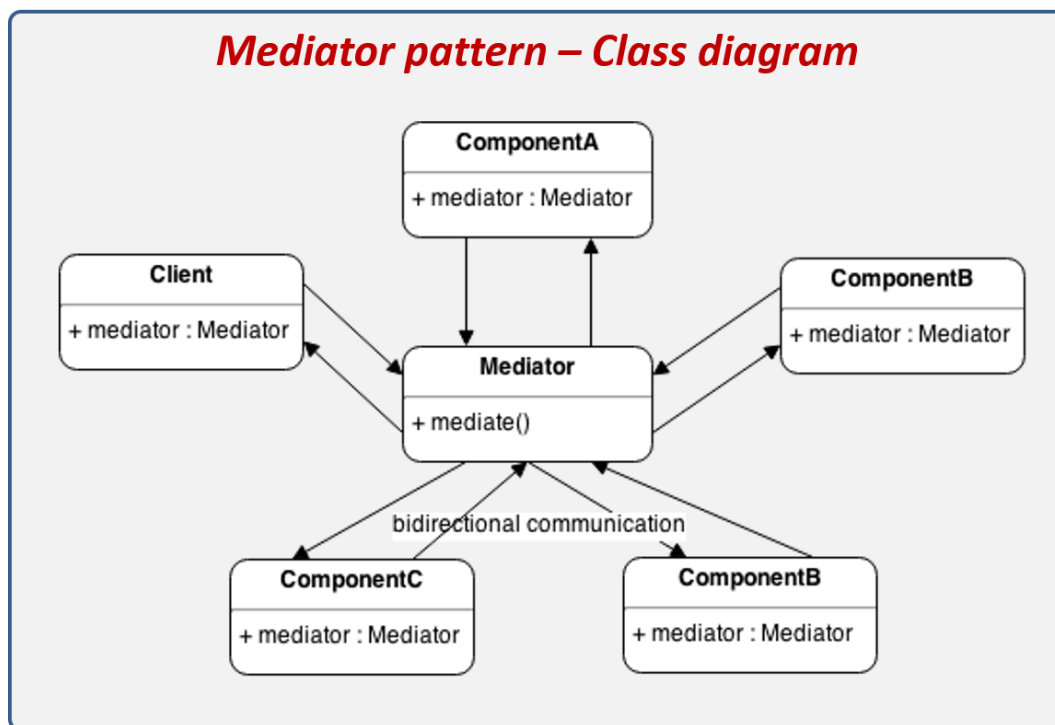 Mediator pattern – Class diagram
ComponentA
+ mediator : Mediator
Client
+ mediator : Mediator
ComponentB
+ mediator : Mediator
Mediator
+ mediate()
bidirectional communication
ComponentC
+ mediator : Mediator
ComponentB
+ mediator : Mediator